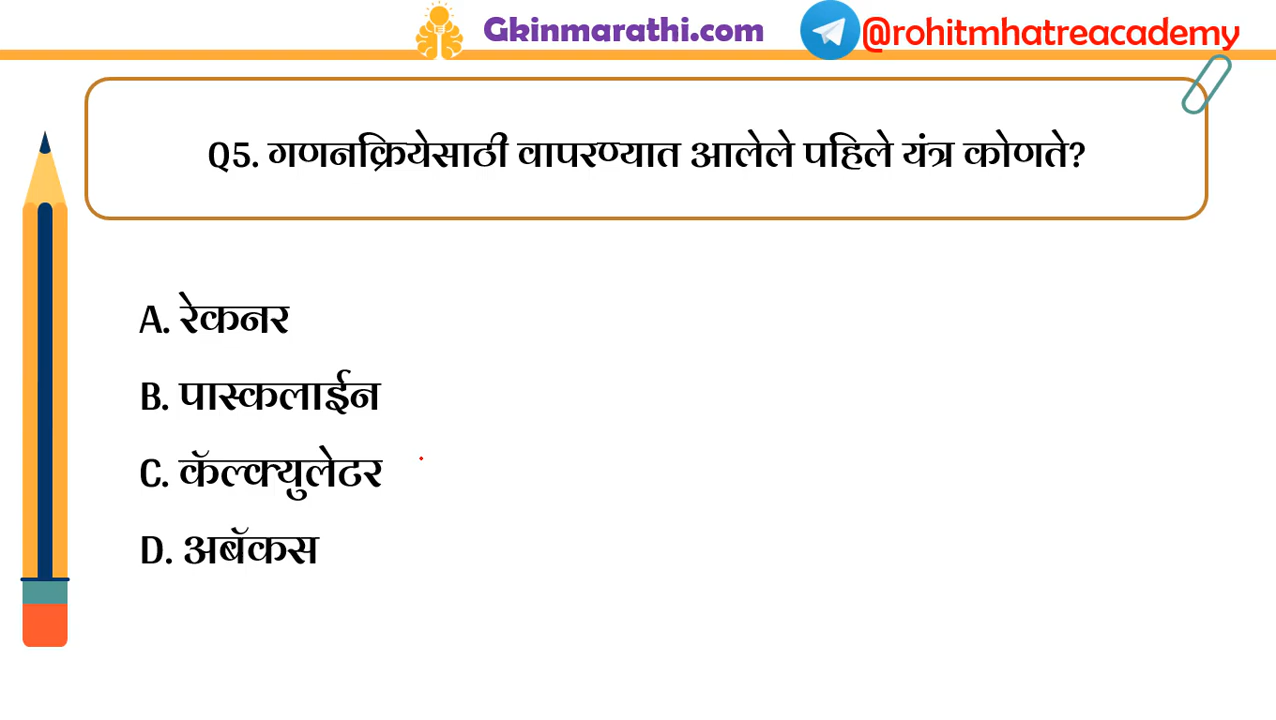 Gkinmarathi.com @rohitmhatreacademy
Q5. गणनक्रियेसाठी वापरण्यात आलेले पहिले यंत्र कोणते?
A. रेकनर
B. पास्कलाईन
C. कॅल्क्युलेटर
D. अबॅकस